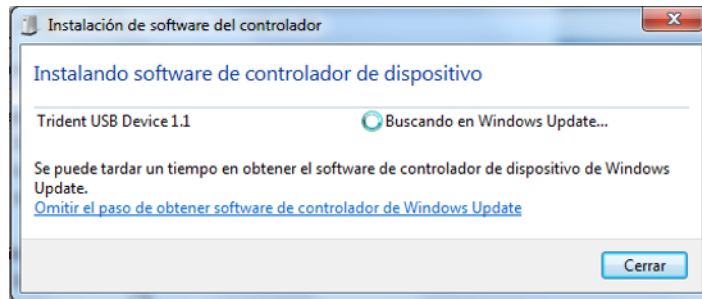 Instalación de software del controlador
Instalando software de controlador de dispositivo
Trident USB Device 1.1 Buscando en Windows Update...
Se puede tardar un tiempo en obtener el software de controlador de dispositivo de Windows
Update.
Omitir el paso de obtener software de controlador de Windows Update
Cerrar